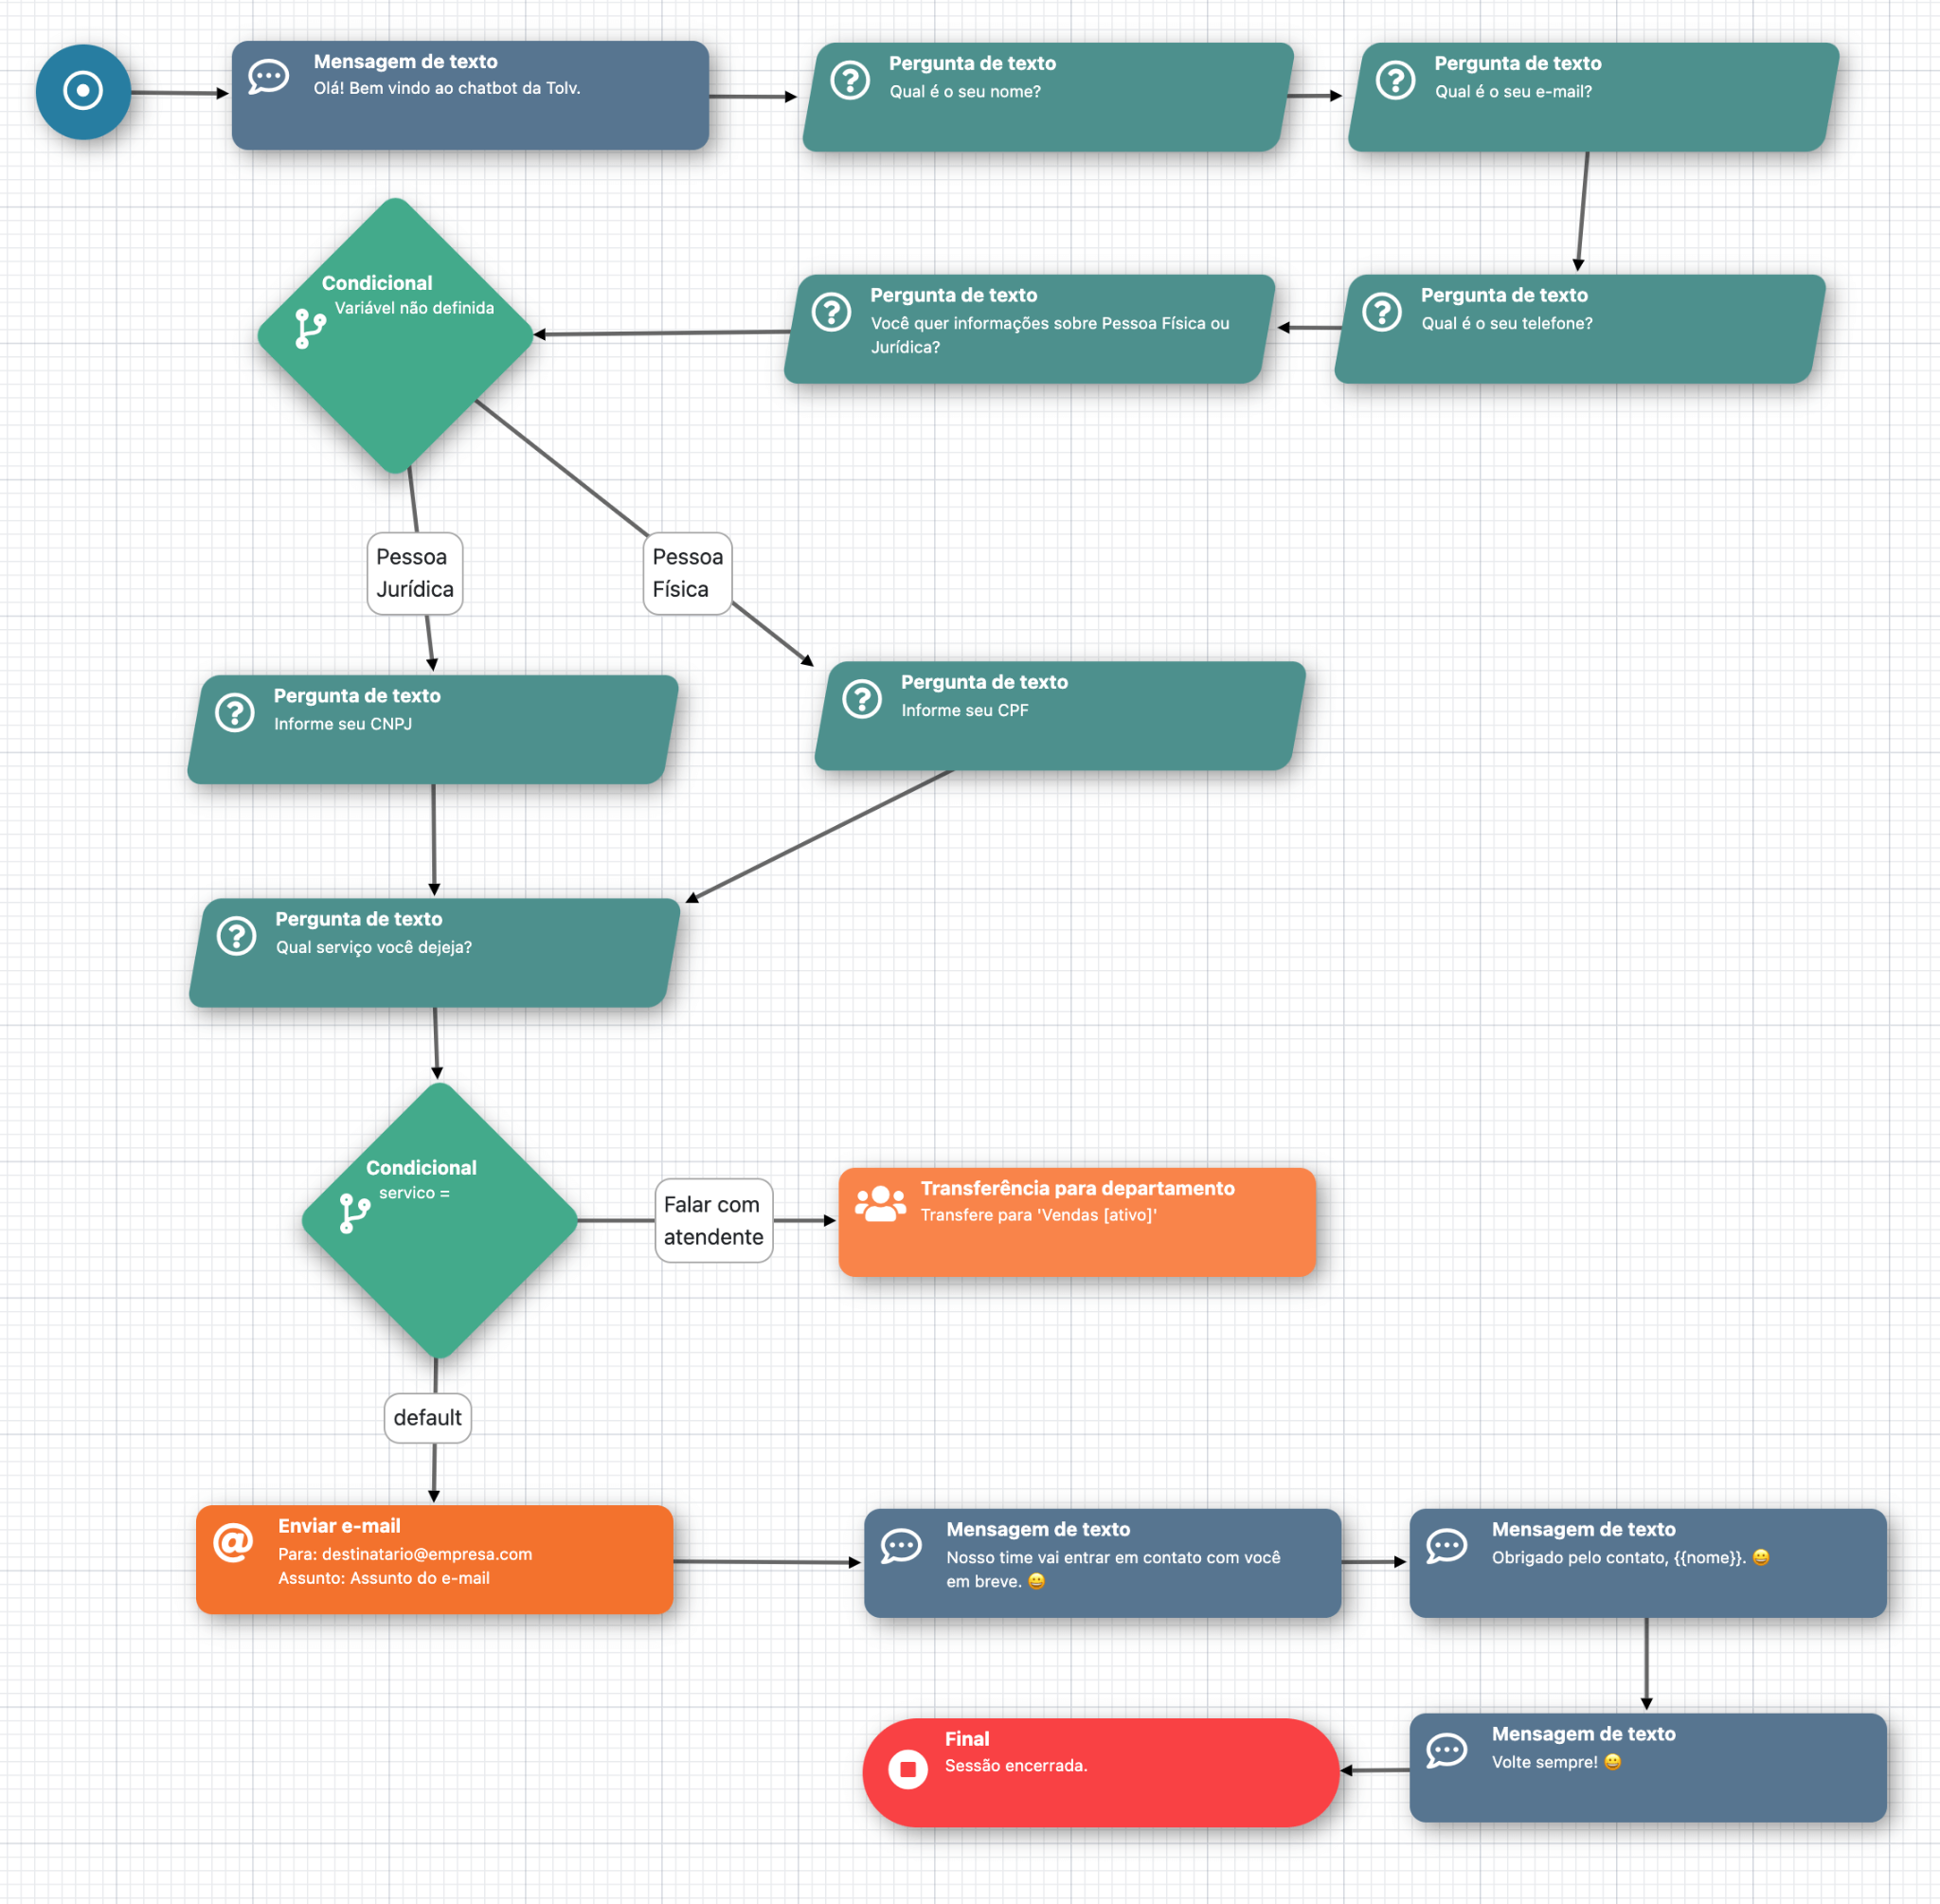 Mensagem de texto
Olá! Bem vindo ao chatbot da Tolv.
Pergunta de texto
Qual é o seu nome?
Pergunta de texto
Qual é o seu e-mail?
Condicional
Variável não definida
Pergunta de texto
Você quer informações sobre Pessoa Física ou
Jurídica?
Pergunta de texto
Qual é o seu telefone?
Pessoa
Jurídica
Pessoa
Física
Pergunta de texto
Informe seu CNPJ
Pergunta de texto
Informe seu CPF
Pergunta de texto
Qual serviço você dejeja?
Condicional
servico =
Falar com
atendente
Transferência para departamento
Transfere para 'Vendas [ativo]'
default
Enviar e-mail
Para: destinatario@empresa.com
Assunto: Assunto do e-mail
Mensagem de texto
Nosso time vai entrar em contato com você
em breve. 😀
Mensagem de texto
Obrigado pelo contato, {{nome}}. 😀
Final
Sessão encerrada.
Mensagem de texto
Volte sempre! 😀